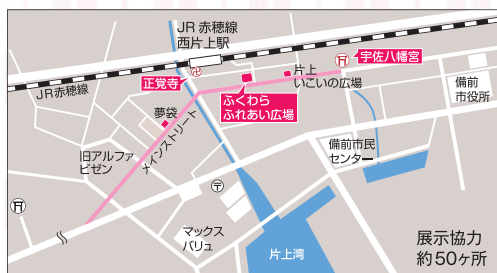 JR 赤穂線
西片上駅
宇佐八幡宮
正覚寺
片上
いこいの広場
JR赤穂線
ふくわら
ふれあい広場
備前
市役所
夢袋
メインストリート
旧アルファ
ビゼン
備前市民
センター
マックス
バリュ
片上湾
展示協力
約50ヶ所